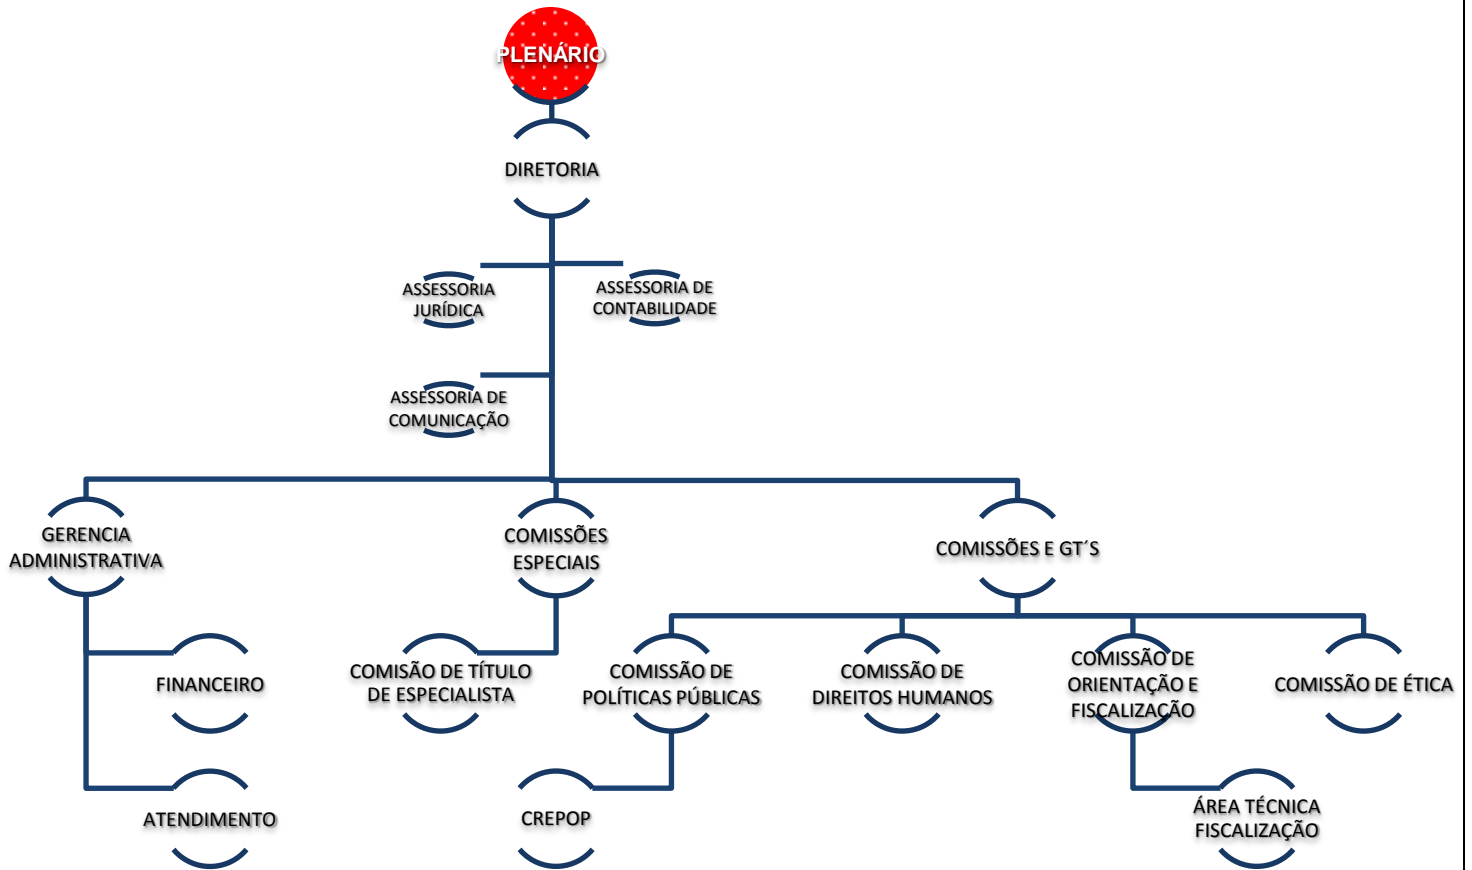 PLENÁRIO
DIRETORIA
ASSESSORIA
JURÍDICA
ASSESSORIA DE
CONTABILIDADE
ASSESSORIA DE
COMUNICAÇÃO
GERENCIA
ADMINISTRATIVA
COMISSÕES
ESPECIAIS
COMISSÕES E GT´S
FINANCEIRO
COMISÃO DE TÍTULO
DE ESPECIALISTA
COMISSÃO DE
POLÍTICAS PÚBLICAS
COMISSÃO DE
DIREITOS HUMANOS
COMISSÃO DE
ORIENTAÇÃO E
FISCALIZAÇÃO
COMISSÃO DE ÉTICA
ATENDIMENTO
CREPOP
ÁREA TÉCNICA
FISCALIZAÇÃO